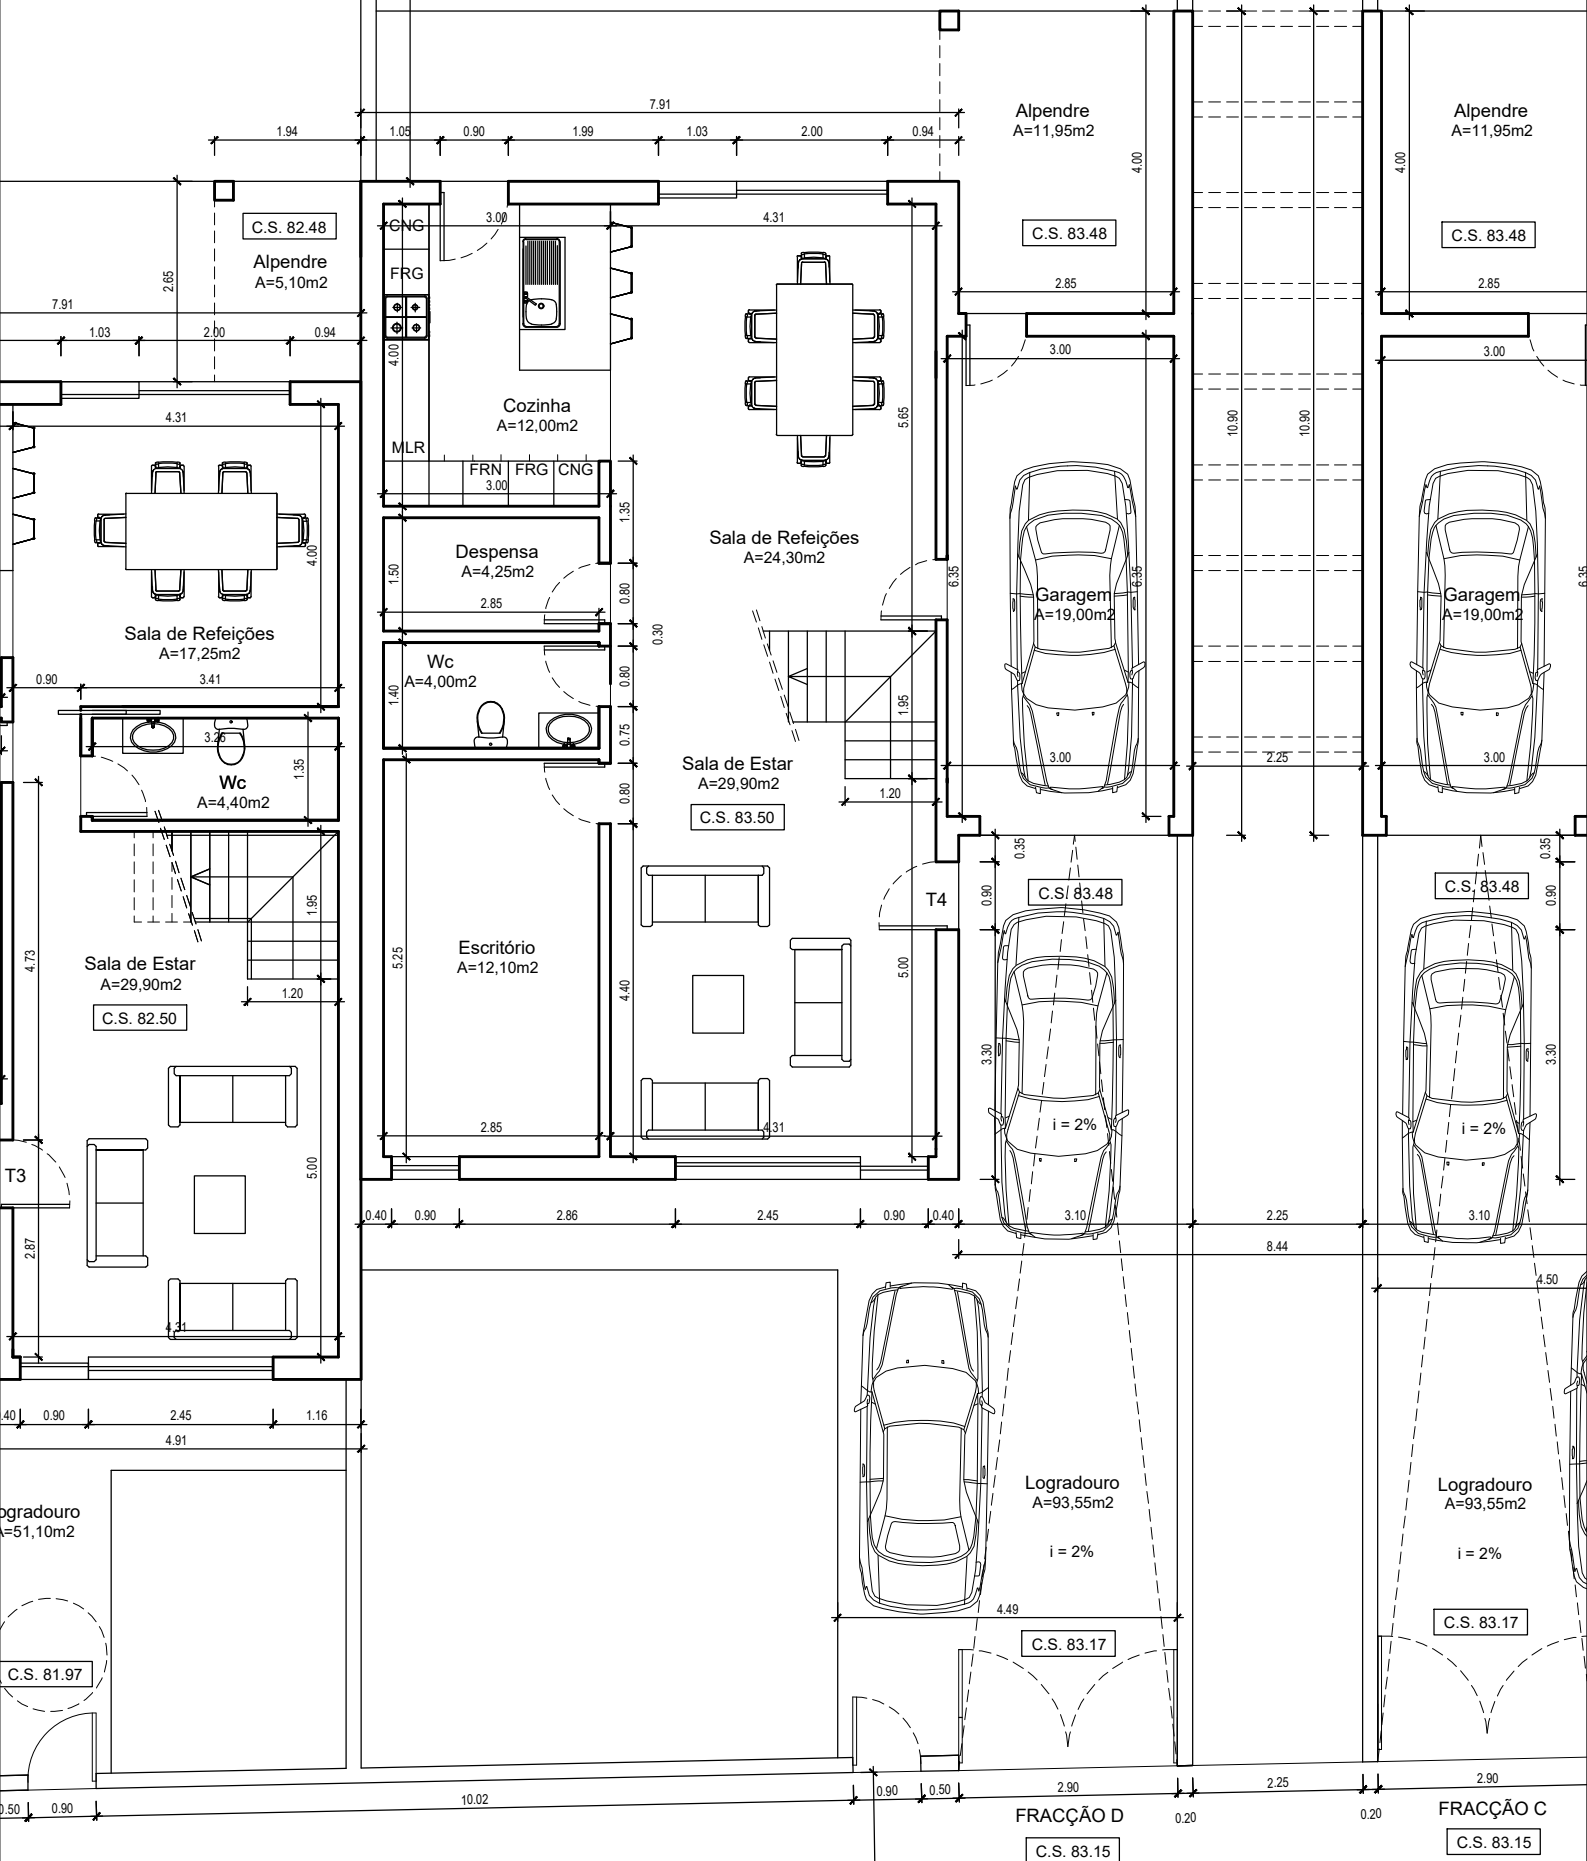 7.91
1.94
1.05
0.90
1.99
1.03
2.00
0.94
Alpendre
A=11,95m2
4.00
C.S. 83.48
2.85
3.00
Alpendre
A=11,95m2
4.00
C.S. 83.48
2.85
3.00
C.S. 82.48
Alpendre
A=5,10m2
2.65
7.91
1.03
2.00
0.94
4.31
CNG
3.00
4.31
FRG
4.00
Cozinha
A=12,00m2
MLR
FRN
FRG
CNG
3.00
5.65
10.90
10.90
1.35
Sala de Refeições
A=24,30m2
Despensa
A=4,25m2
1.50
2.85
0.80
0.30
4.00
Sala de Refeições
A=17,25m2
0.90
3.41
Wc
A=4,00m2
1.40
0.80
0.75
3.26
1.35
Wc
A=4,40m2
6.35
6.35
Garagem
A=19,00m2
Garagem
A=19,00m2
6.35
1.95
Sala de Estar
A=29,90m2
C.S. 83.50
1.20
3.00
2.25
3.00
0.80
0.35
0.90
C.S. 83.48
0.35
0.90
C.S. 83.48
T4
1.95
4.73
Sala de Estar
A=29,90m2
C.S. 82.50
1.20
5.25
Escritório
A=12,10m2
4.40
5.00
3.30
i = 2%
3.30
i = 2%
2.85
4.31
T3
5.00
2.87
4.31
0.40
0.90
2.86
2.45
0.90
0.40
3.10
2.25
3.10
8.44
4.50
.40
0.90
2.45
1.16
4.91
ogradouro
A=51,10m2
Logradouro
A=93,55m2
i = 2%
Logradouro
A=93,55m2
i = 2%
4.49
C.S. 83.17
C.S. 83.17
C.S. 81.97
0.50
0.90
10.02
0.90
0.50
2.90
0.20
2.25
0.20
2.90
FRACÇÃO D
C.S. 83.15
FRACÇÃO C
C.S. 83.15